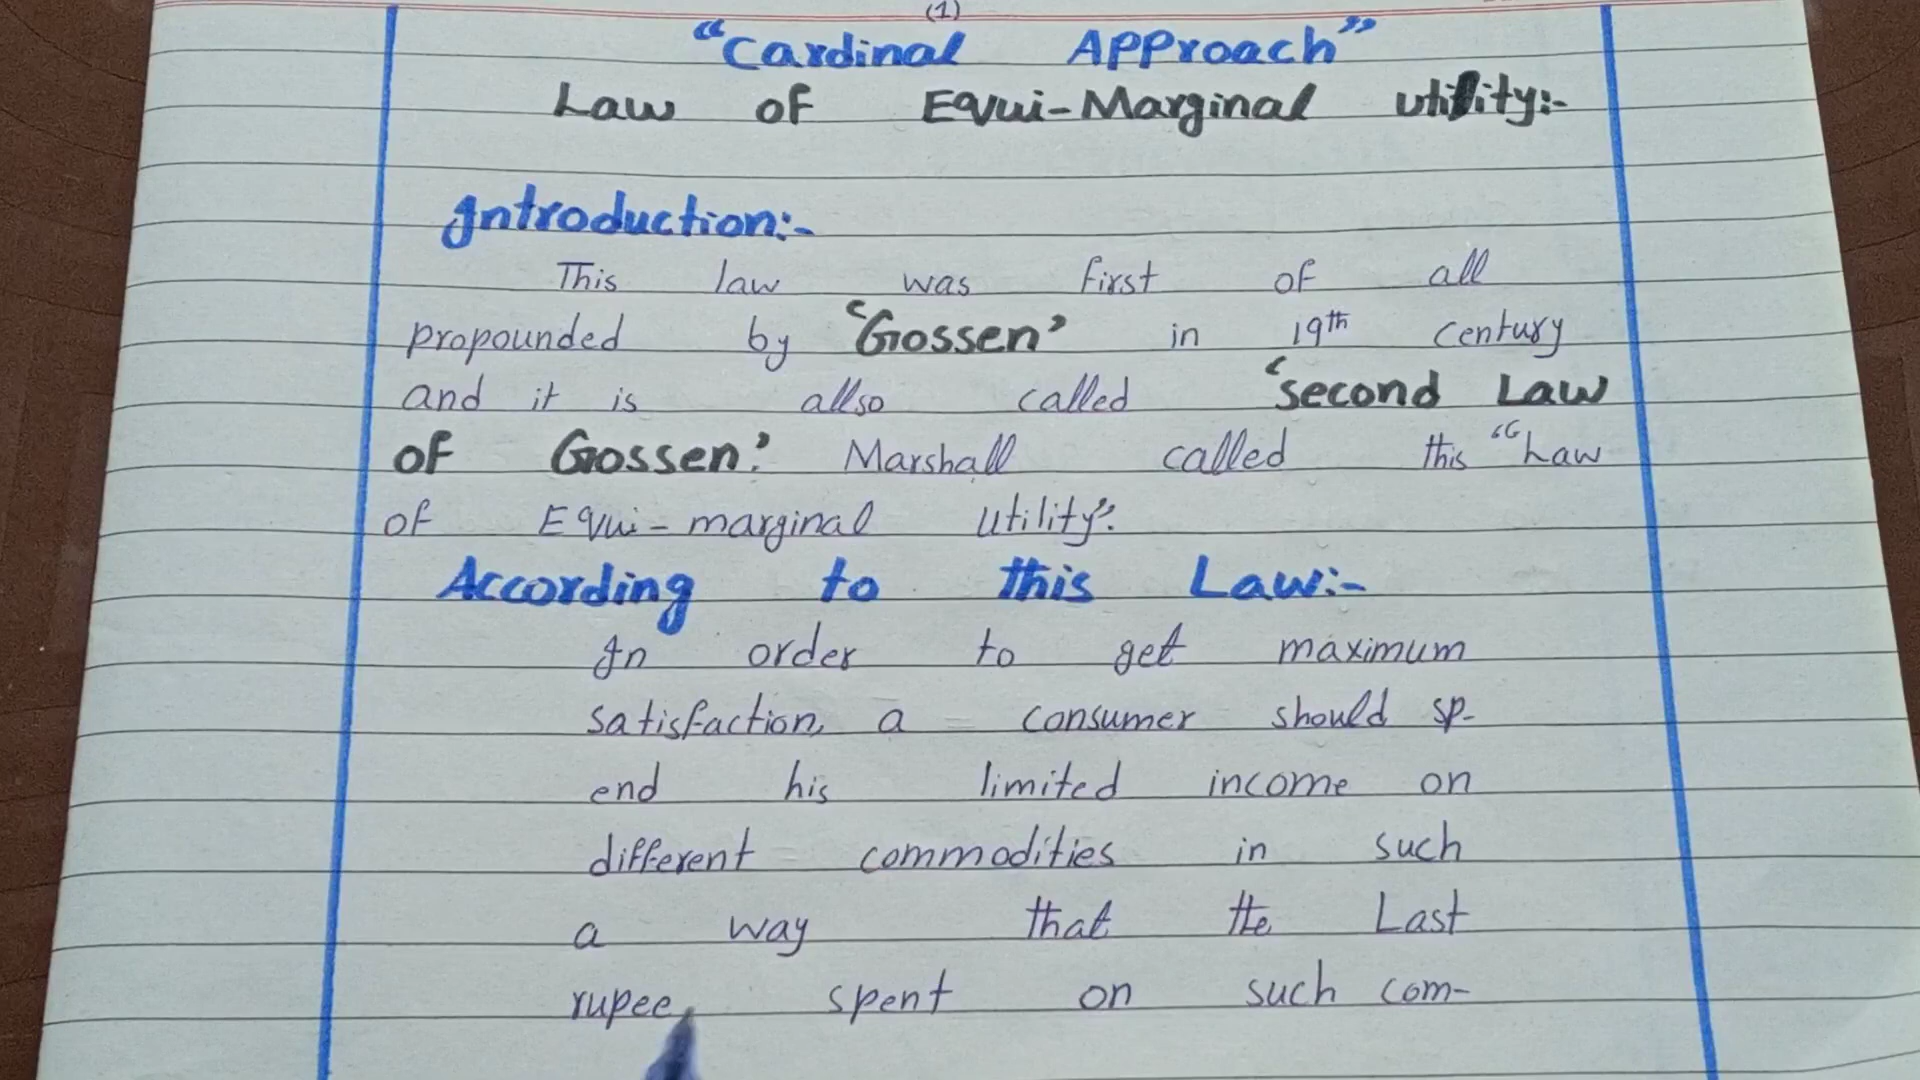 (1)
"Cardinal Approach"
Law of Equi-Marginal utility:-
Introduction:-
This law was first of all
propounded by 'Gossen' in 19th century
and it is allso called 'second Law
of Gossen'. Marshall called this "Law
of Equi-marginal utility".
According to this Law:-
In order to get maximum
satisfaction, a consumer should sp-
end his limited income on
different commodities in such
a way that the Last
rupee spent on such com-